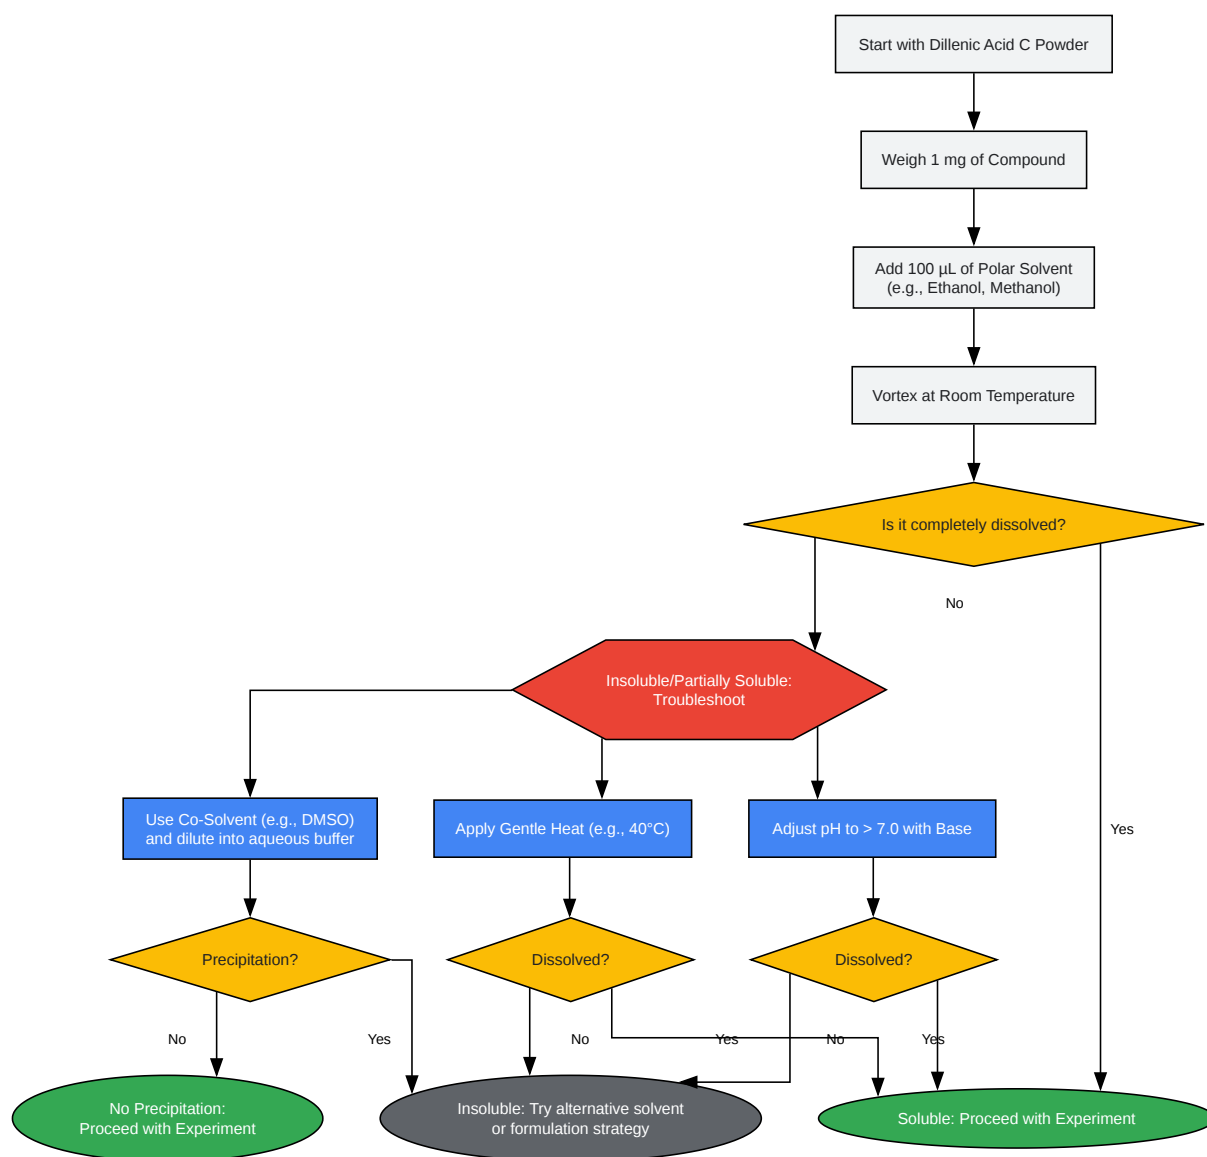 Start with Dillenic Acid C Powder
Weigh 1 mg of Compound
Add 100 µL of Polar Solvent
(e.g., Ethanol, Methanol)
Vortex at Room Temperature
Is it completely dissolved?
No
Insoluble/Partially Soluble:
Troubleshoot
Use Co-Solvent (e.g., DMSO)
and dilute into aqueous buffer
Apply Gentle Heat (e.g., 40°C)
Adjust pH to > 7.0 with Base
Yes
Precipitation?
Dissolved?
Dissolved?
No
Yes
No
Yes
No
Yes
No Precipitation:
Proceed with Experiment
Insoluble: Try alternative solvent
or formulation strategy
Soluble: Proceed with Experiment